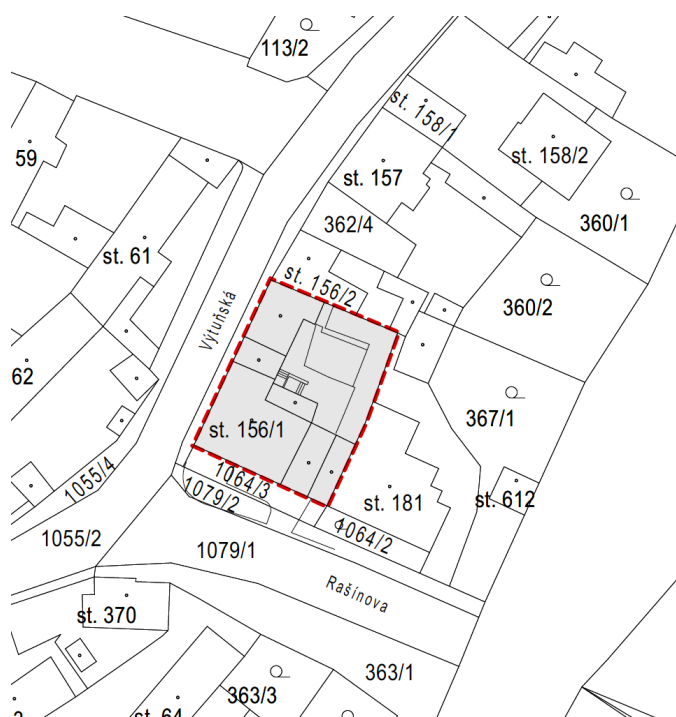 113/2
st. 158/1
st. 158/2
59
st. 157
360/1
362/4
st. 61
st. 156/2
360/2
Výtuňská
62
367/1
st. 156/1
1055/4
1064/3
1079/2
st. 181
st. 612
1064/2
1055/2
1079/1
Rašínova
st. 370
363/1
363/3
st. 64